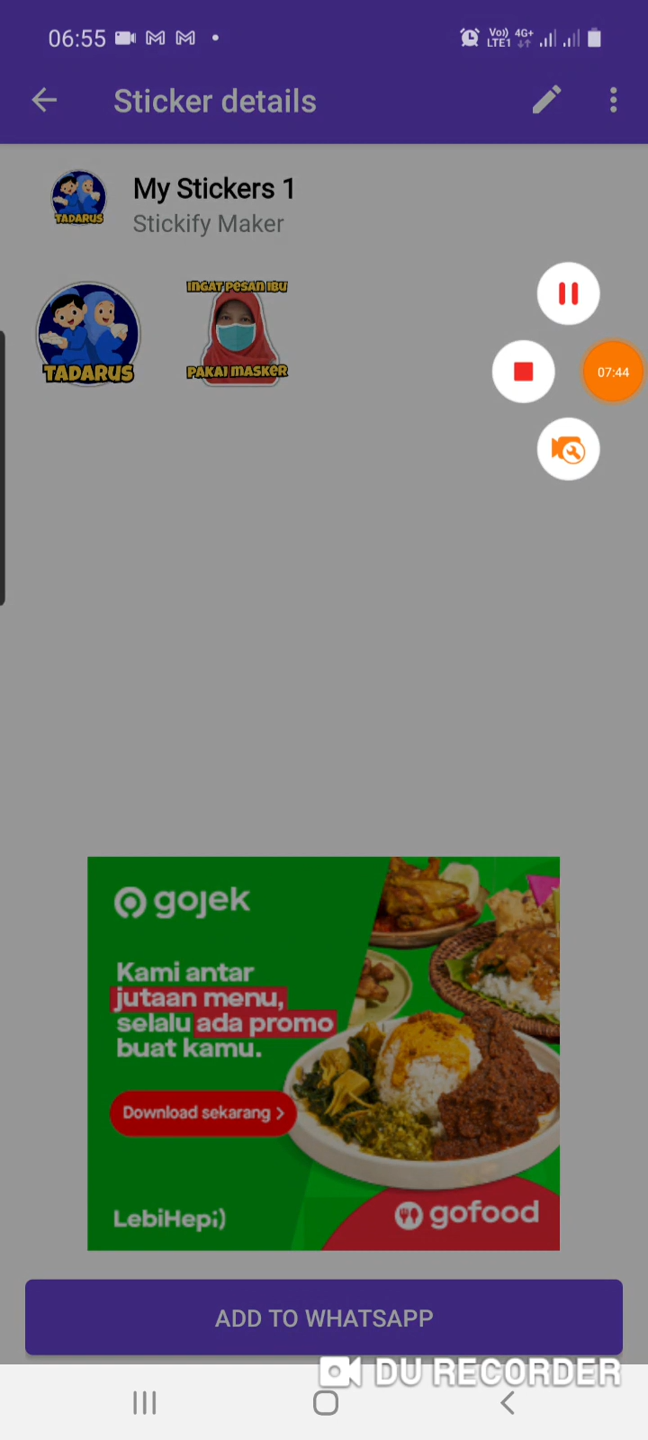 06:55
Vo))
LTE1
4G+
Sticker details
My Stickers 1
Stickify Maker
TADARUS
TADARUS
INGAT PESAN IBU
PAKAI MASKER
07:44
gojek
Kami antar
jutaan menu,
selalu ada promo
buat kamu.
Download sekarang >
LebiHepi;)
gofood
ADD TO WHATSAPP
DU RECORDER